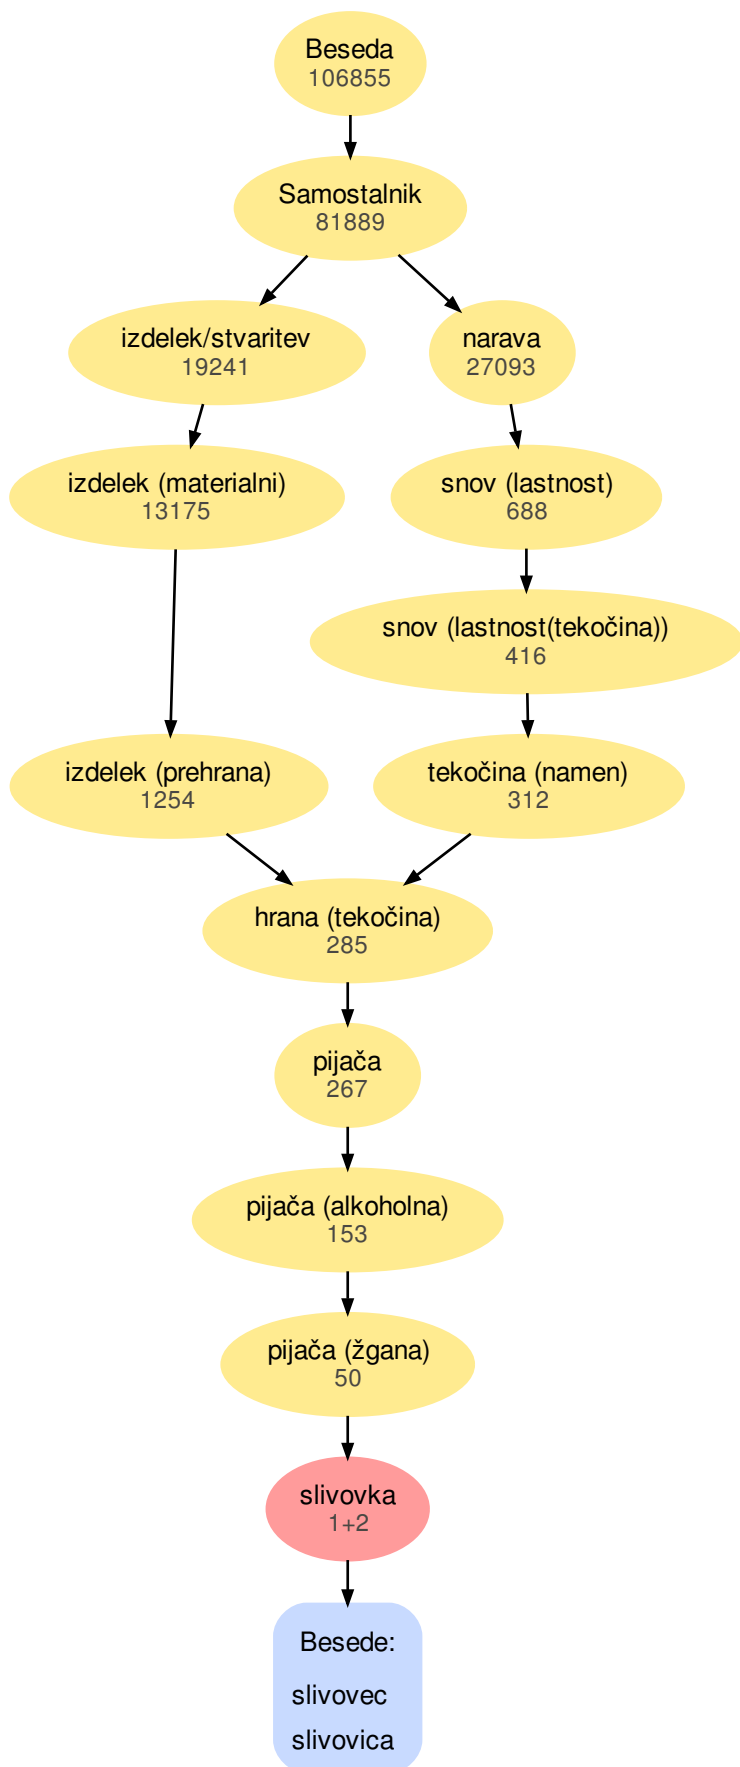 Beseda
106855
Samostalnik
81889
izdelek/stvaritev
19241
narava
27093
izdelek (materialni)
13175
snov (lastnost)
688
snov (lastnost(tekočina))
416
izdelek (prehrana)
1254
tekočina (namen)
312
hrana (tekočina)
285
pijača
267
pijača (alkoholna)
153
pijača (žgana)
50
slivovka
1+2
Besede:
slivovec
slivovica